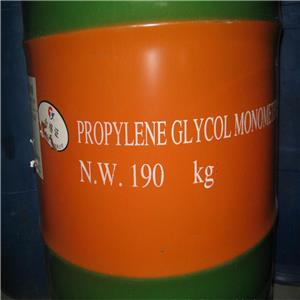 PROPYLENE GLYCOL MONOMET
N.W. 190 kg